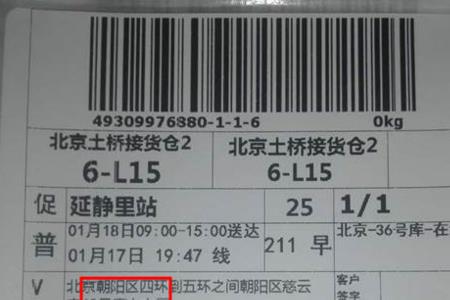 49309976880-1-1-6 0kg
北京土桥接货仓2 北京土桥接货仓2
6-L15 6-L15
促 延静里站 25 1/1
普 01月18日09:00-15:00送达 211 早 北京-36号库-在
01月17日 19:47 线
V 北京朝阳区四环到五环之间朝阳区慈云 客户
签字